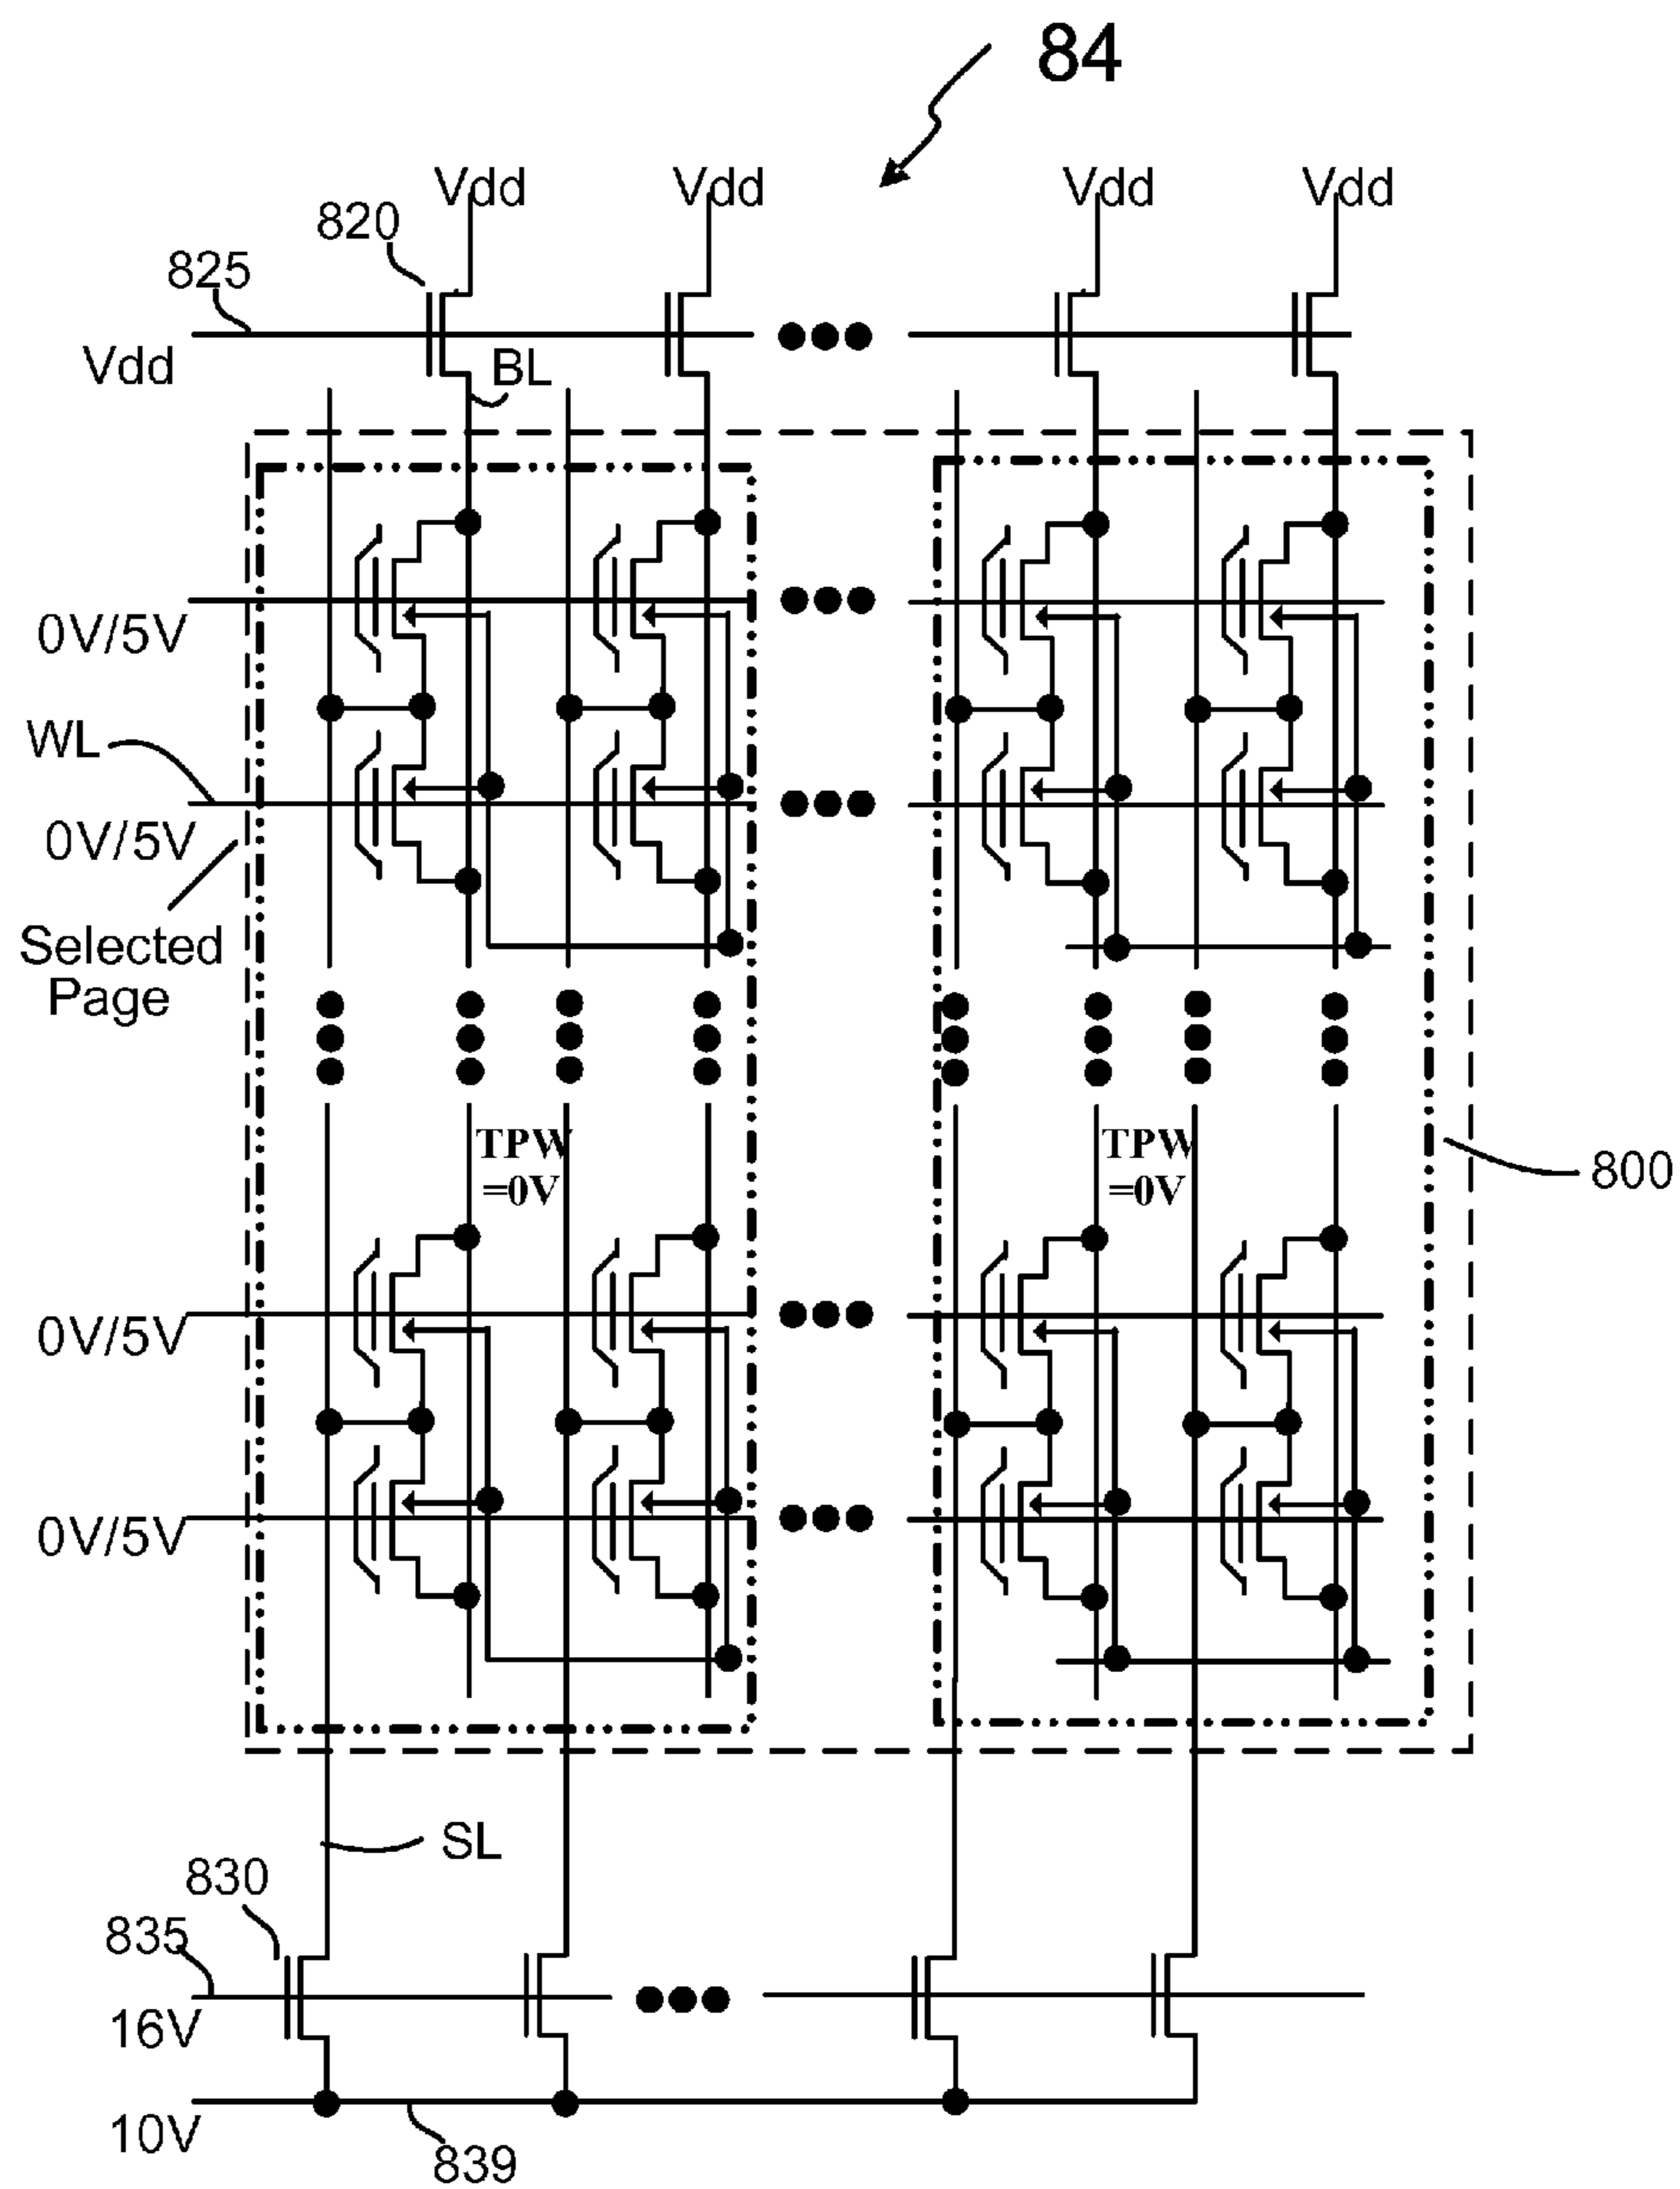 84
Vdd Vdd Vdd Vdd
820
825
Vdd
BL
0V/5V
WL
0V/5V
Selected
Page
TPW
=0V
TPW
=0V
800
0V/5V
0V/5V
SL
830
835
16V
10V
839